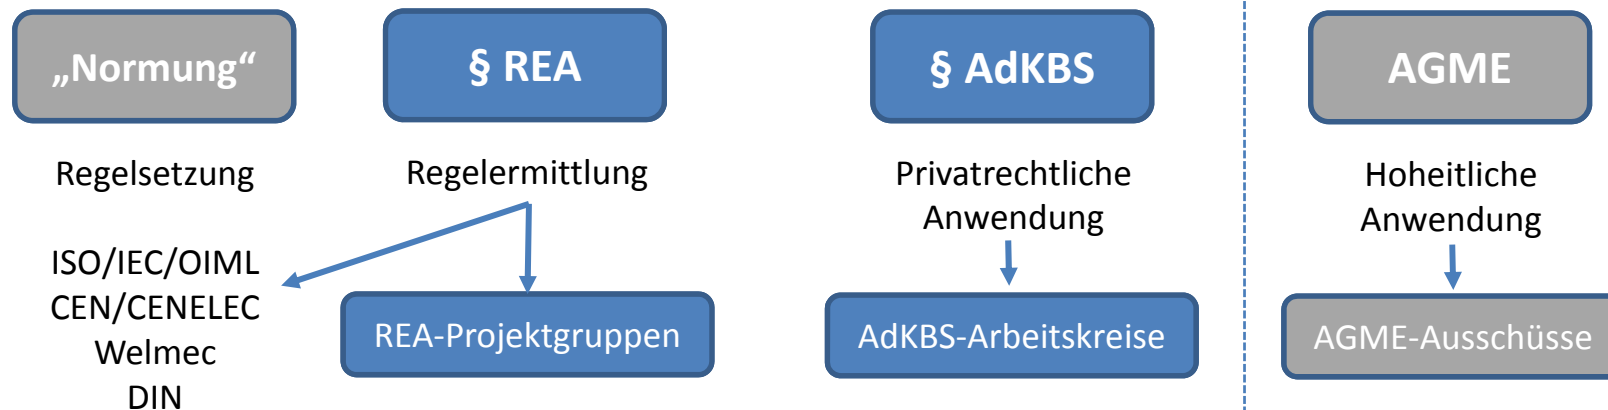 „Normung“
§ REA
§ AdKBS
AGME
Regelsetzung
Regelermittlung
Privatrechtliche
Anwendung
Hoheitliche
Anwendung
ISO/IEC/OIML
CEN/CENELEC
Welmec
DIN
REA-Projektgruppen
AdKBS-Arbeitskreise
AGME-Ausschüsse